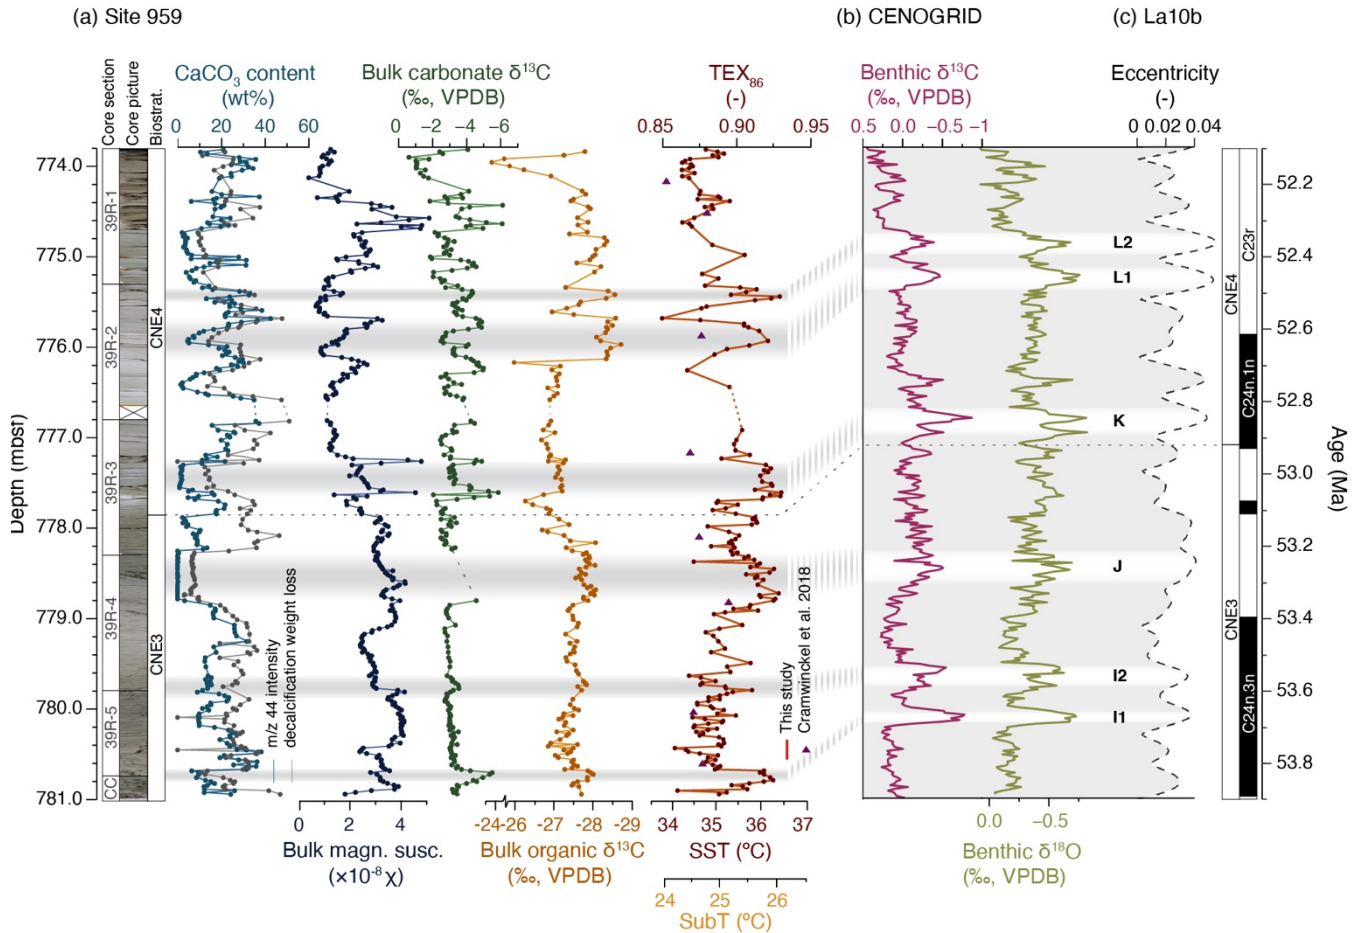 (a) Site 959
(b) CENOGRID
(c) La10b
Core section
Core picture
Biostrat.
CaCO₃ content
(wt%)
0 20 40 60
Bulk carbonate δ¹³C
(‰, VPDB)
0 −2 −4 −6
TEX₈₆
(-)
0.85 0.90 0.95
Benthic δ¹³C
(‰, VPDB)
0.5 0.0 −0.5 −1
Eccentricity
(-)
0 0.02 0.04
Depth (mbsf)
774.0
775.0
776.0
777.0
778.0
779.0
780.0
781.0
39R-1
39R-2
39R-3
39R-4
39R-5
CC
CNE4
CNE3
m/z 44 intensity
decalcification weight loss
This study
Cramwinckel et al. 2018
L2
L1
K
J
I2
I1
CNE4
CNE3
C23r
C24n.1n
C24n.3n
52.2
52.4
52.6
52.8
53.0
53.2
53.4
53.6
53.8
Age (Ma)
0 2 4
Bulk magn. susc.
(×10⁻⁸ χ)
-24 -26 -27 -28 -29
Bulk organic δ¹³C
(‰, VPDB)
34 35 36 37
SST (ºC)
24 25 26
SubT (ºC)
0.0 −0.5
Benthic δ¹⁸O
(‰, VPDB)